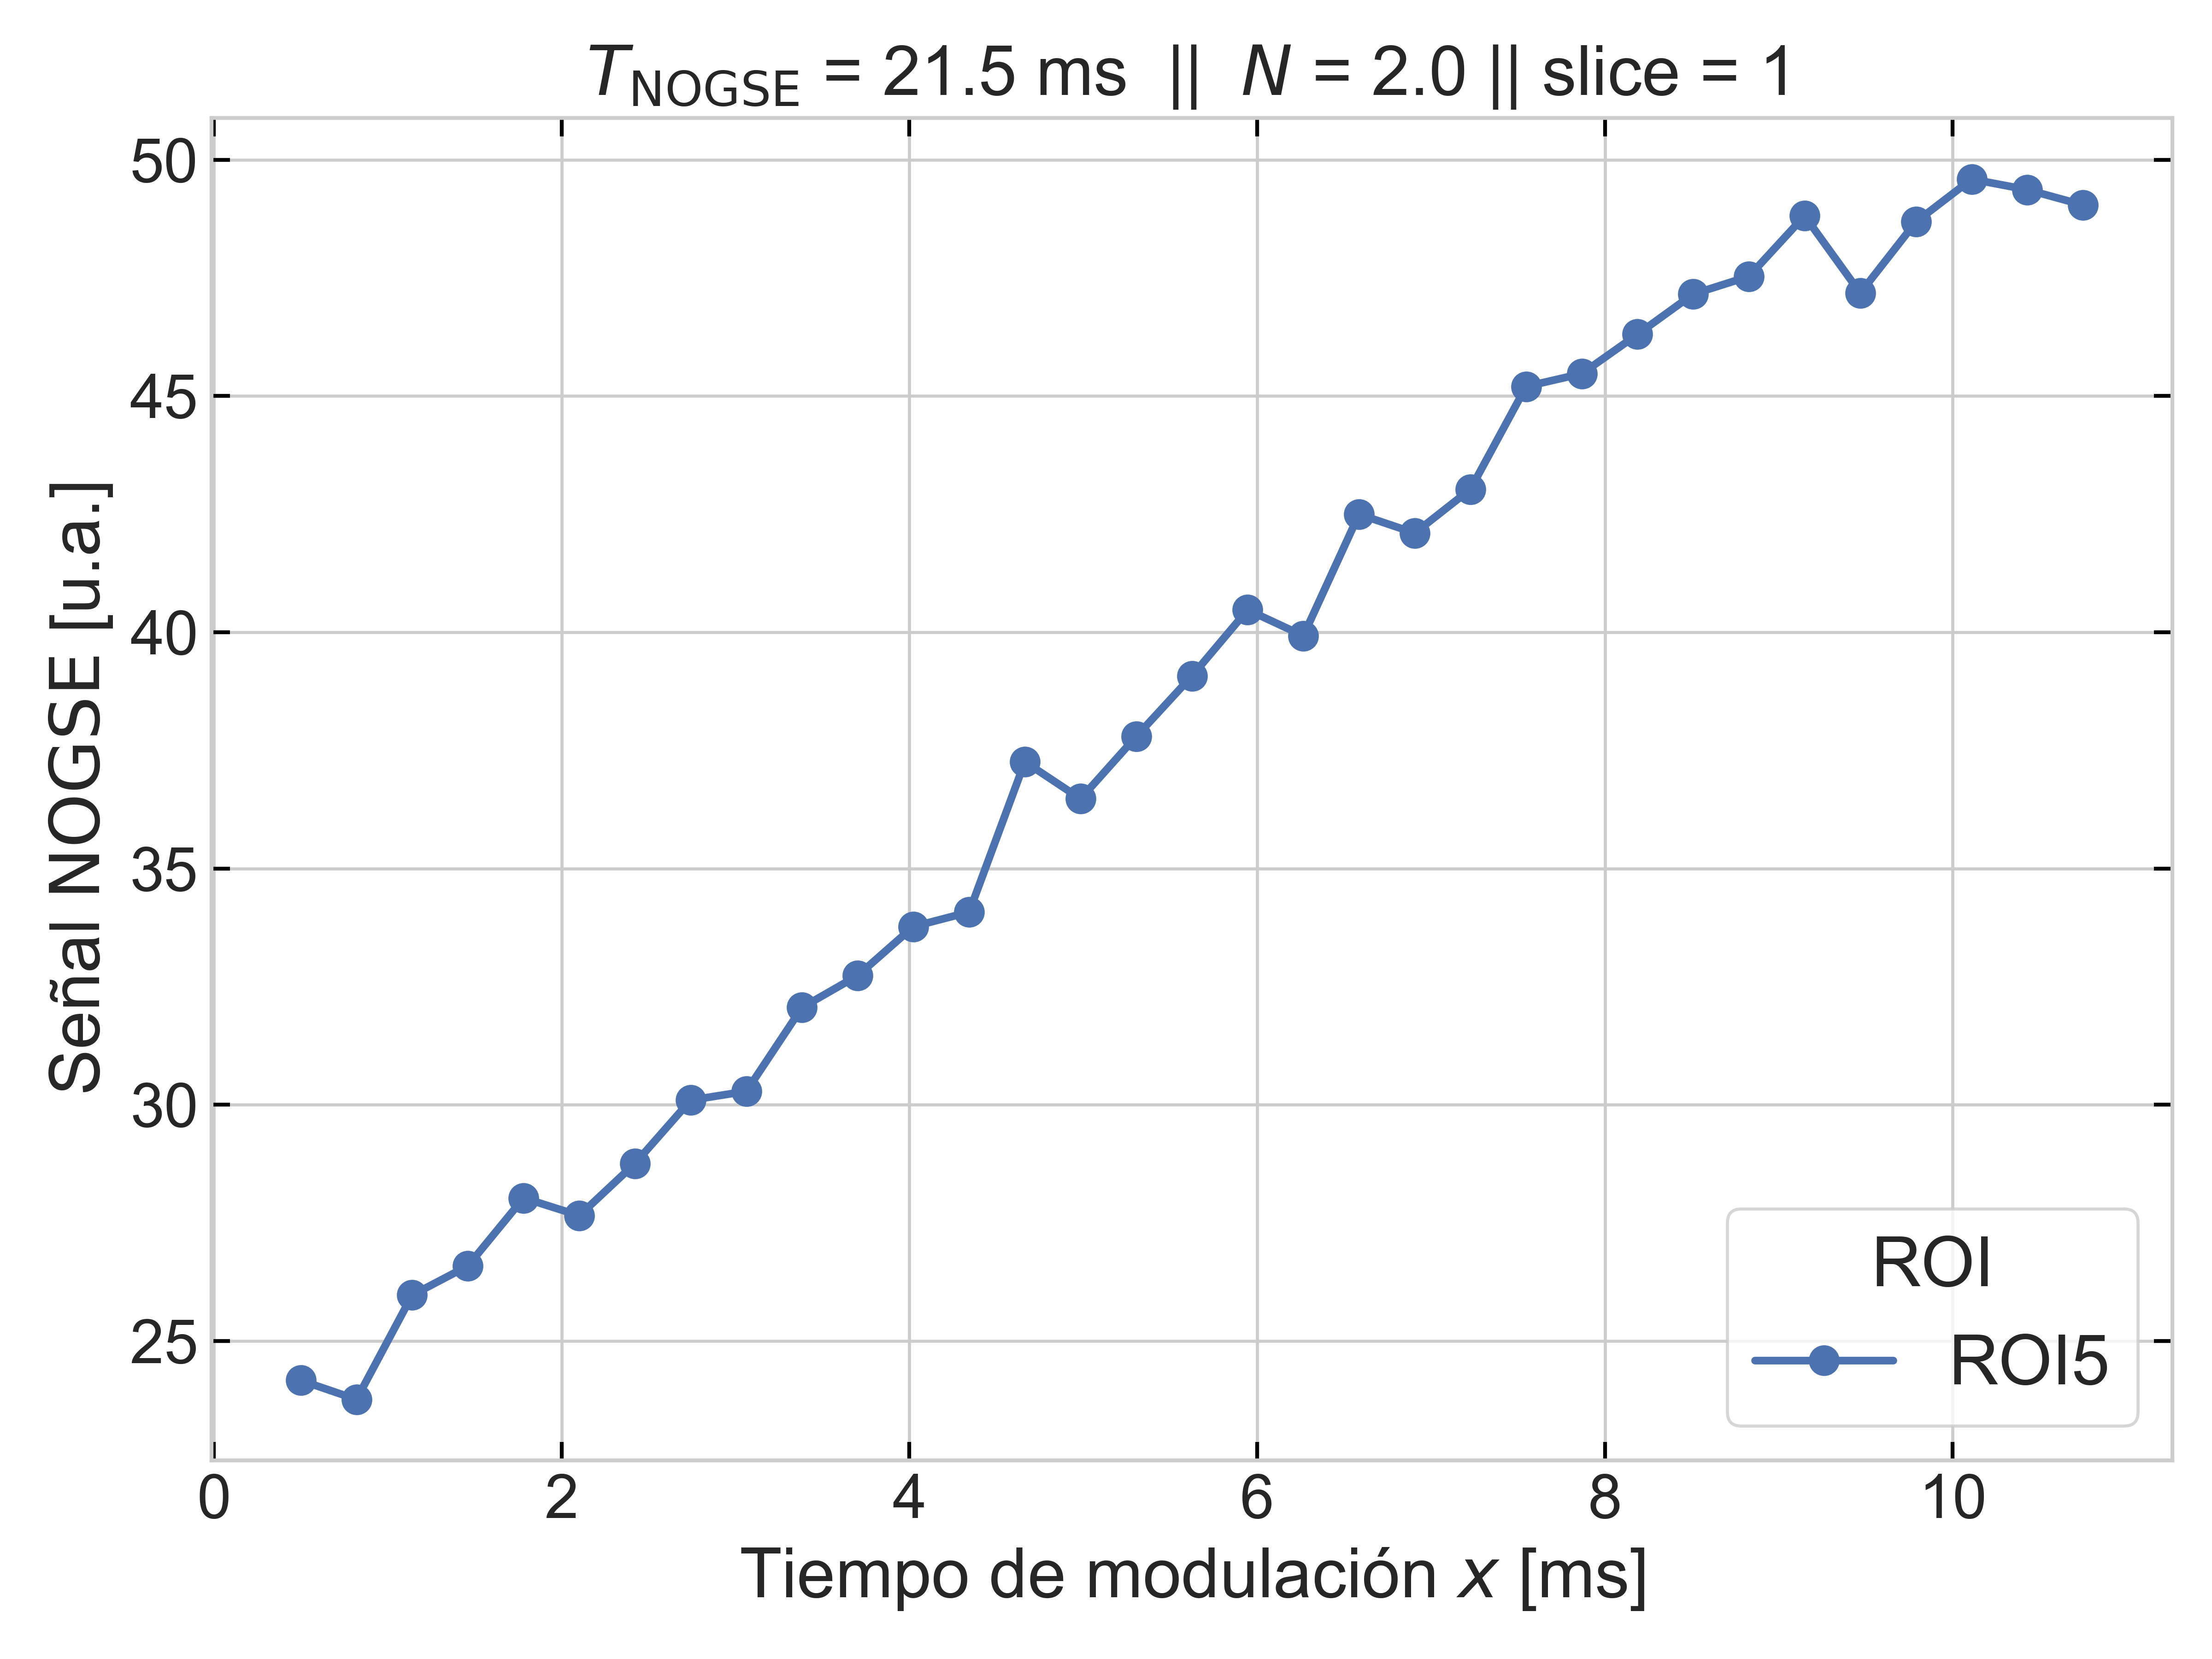 T_NOGSE = 21.5 ms || N = 2.0 || slice = 1
Señal NOGSE [u.a.]
50
45
40
35
30
25
ROI
ROI5
0 2 4 6 8 10
Tiempo de modulación x [ms]